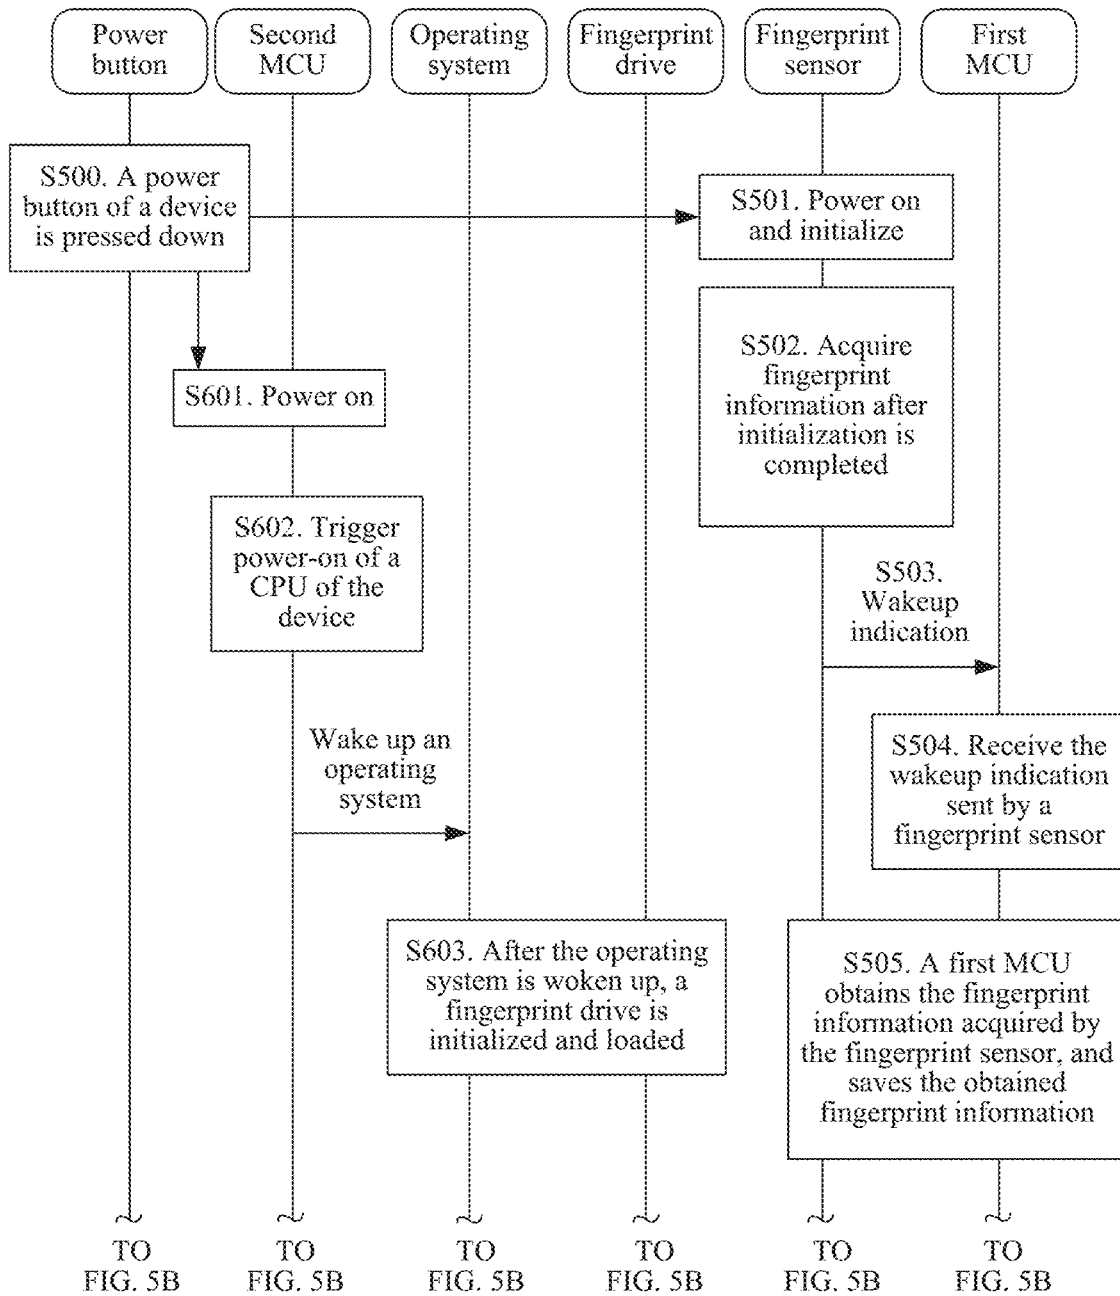 Power
button
Second
MCU
Operating
system
Fingerprint
drive
Fingerprint
sensor
First
MCU
S500. A power
button of a device
is pressed down
S501. Power on
and initialize
S502. Acquire
fingerprint
information after
initialization is
completed
S601. Power on
S602. Trigger
power-on of a
CPU of the
device
S503.
Wakeup
indication
Wake up an
operating
system
S504. Receive the
wakeup indication
sent by a
fingerprint sensor
S603. After the operating
system is woken up, a
fingerprint drive is
initialized and loaded
S505. A first MCU
obtains the fingerprint
information acquired by
the fingerprint sensor, and
saves the obtained
fingerprint information
TO
FIG. 5B
TO
FIG. 5B
TO
FIG. 5B
TO
FIG. 5B
TO
FIG. 5B
TO
FIG. 5B